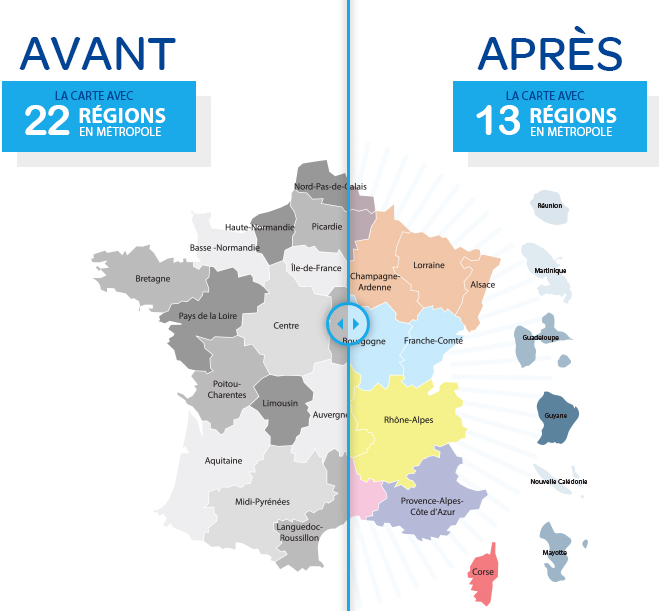 AVANT
LA CARTE AVEC
22 RÉGIONS
EN MÉTROPOLE
APRÈS
LA CARTE AVEC
13 RÉGIONS
EN MÉTROPOLE
Nord-Pas-de-Calais
Haute-Normandie
Picardie
Basse -Normandie
Île-de-France
Champagne-
Ardenne
Lorraine
Alsace
Bretagne
Pays de la Loire
Centre
Bourgogne
Franche-Comté
Poitou-
Charentes
Limousin
Auvergne
Rhône-Alpes
Aquitaine
Midi-Pyrénées
Languedoc-
Roussillon
Provence-Alpes-
Côte d'Azur
Corse
Réunion
Martinique
Guadeloupe
Guyane
Nouvelle Calédonie
Mayotte